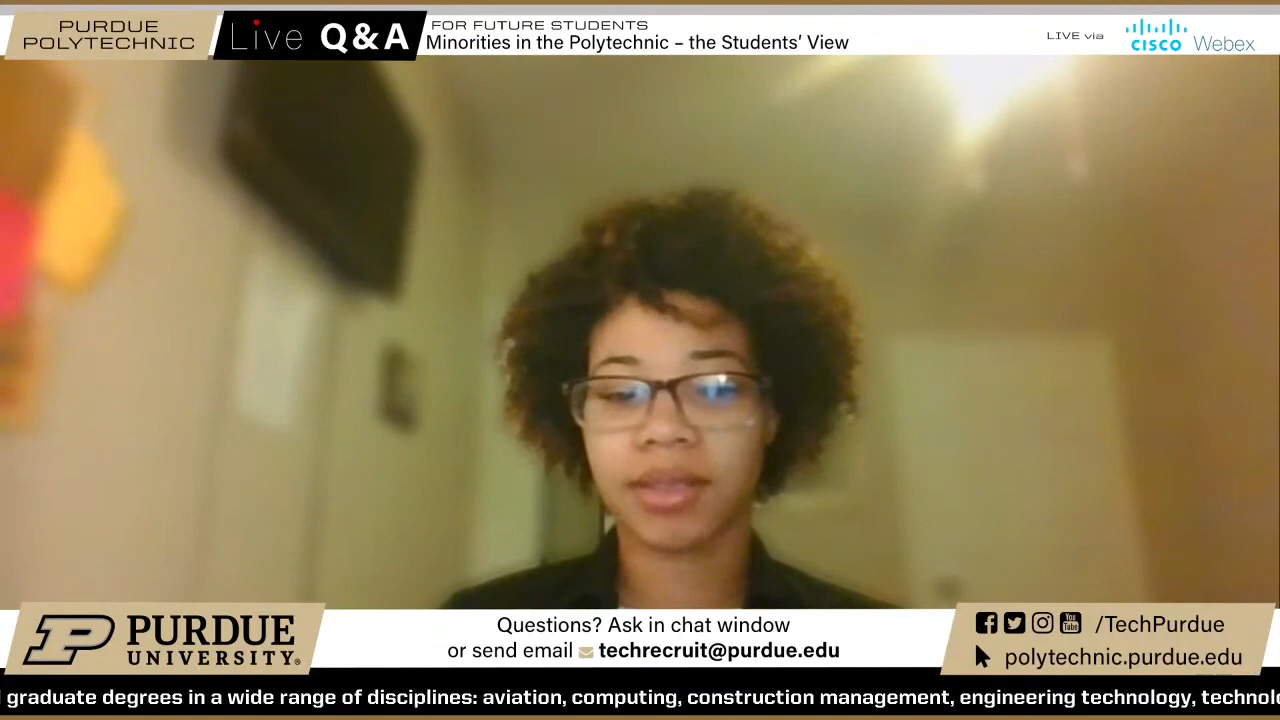 PURDUE
POLYTECHNIC
Live Q&A
FOR FUTURE STUDENTS
Minorities in the Polytechnic – the Students' View
LIVE via
CISCO Webex
PURDUE
UNIVERSITY®
Questions? Ask in chat window
or send email techrecruit@purdue.edu
You Tube /TechPurdue
polytechnic.purdue.edu
graduate degrees in a wide range of disciplines: aviation, computing, construction management, engineering technology,